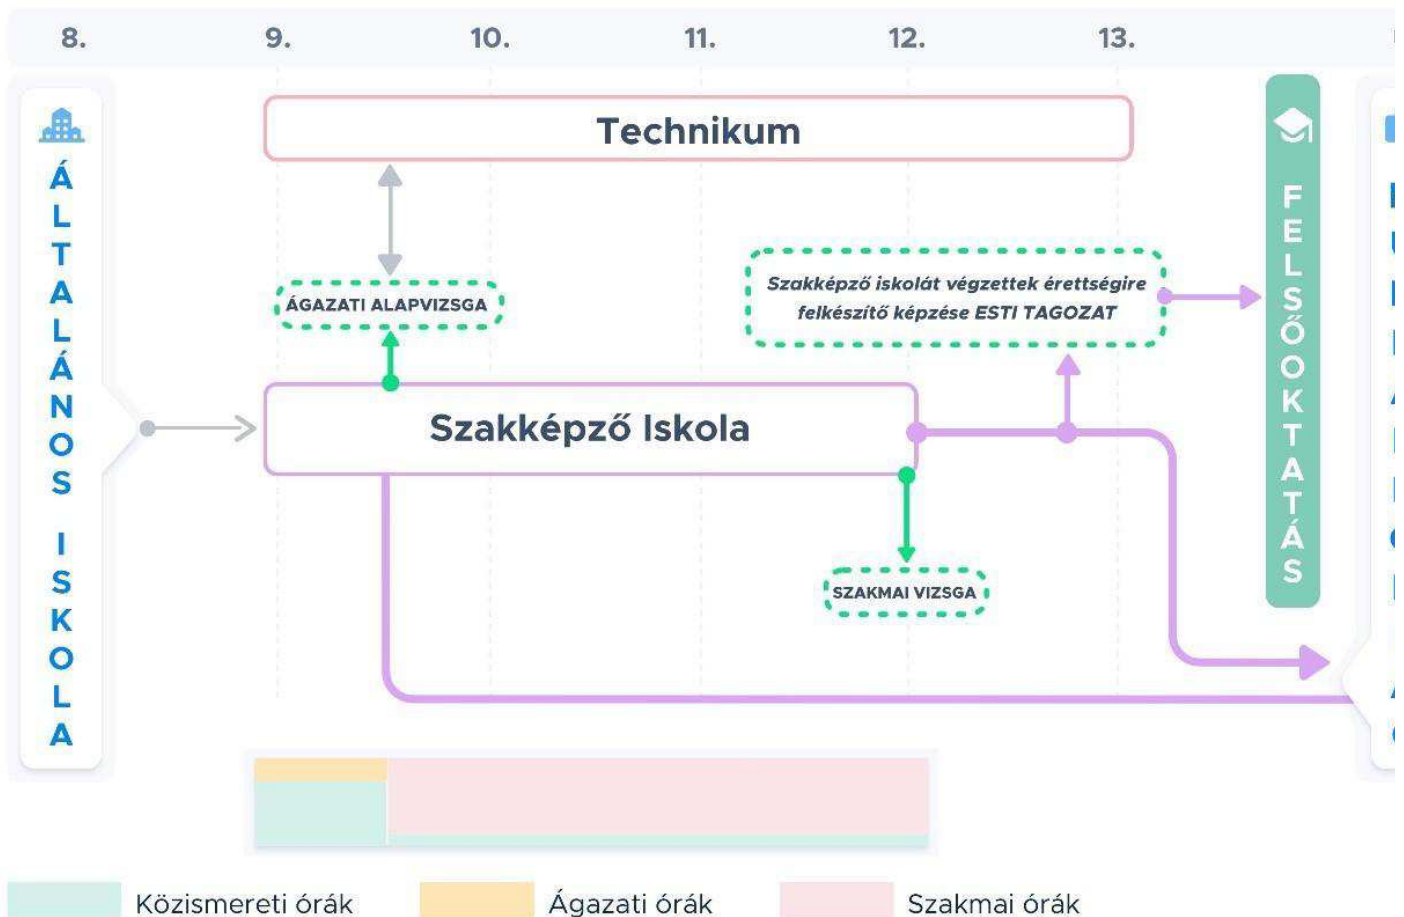 8. 9. 10. 11. 12. 13.
ÁLTALÁNOS ISKOLA
Technikum
ÁGAZATI ALAPVIZSGA
Szakképző iskolát végzettek érettségire
felkészítő képzése ESTI TAGOZAT
Szakképző Iskola
SZAKMAI VIZSGA
FELSŐOKTATÁS
Közismereti órák
Ágazati órák
Szakmai órák